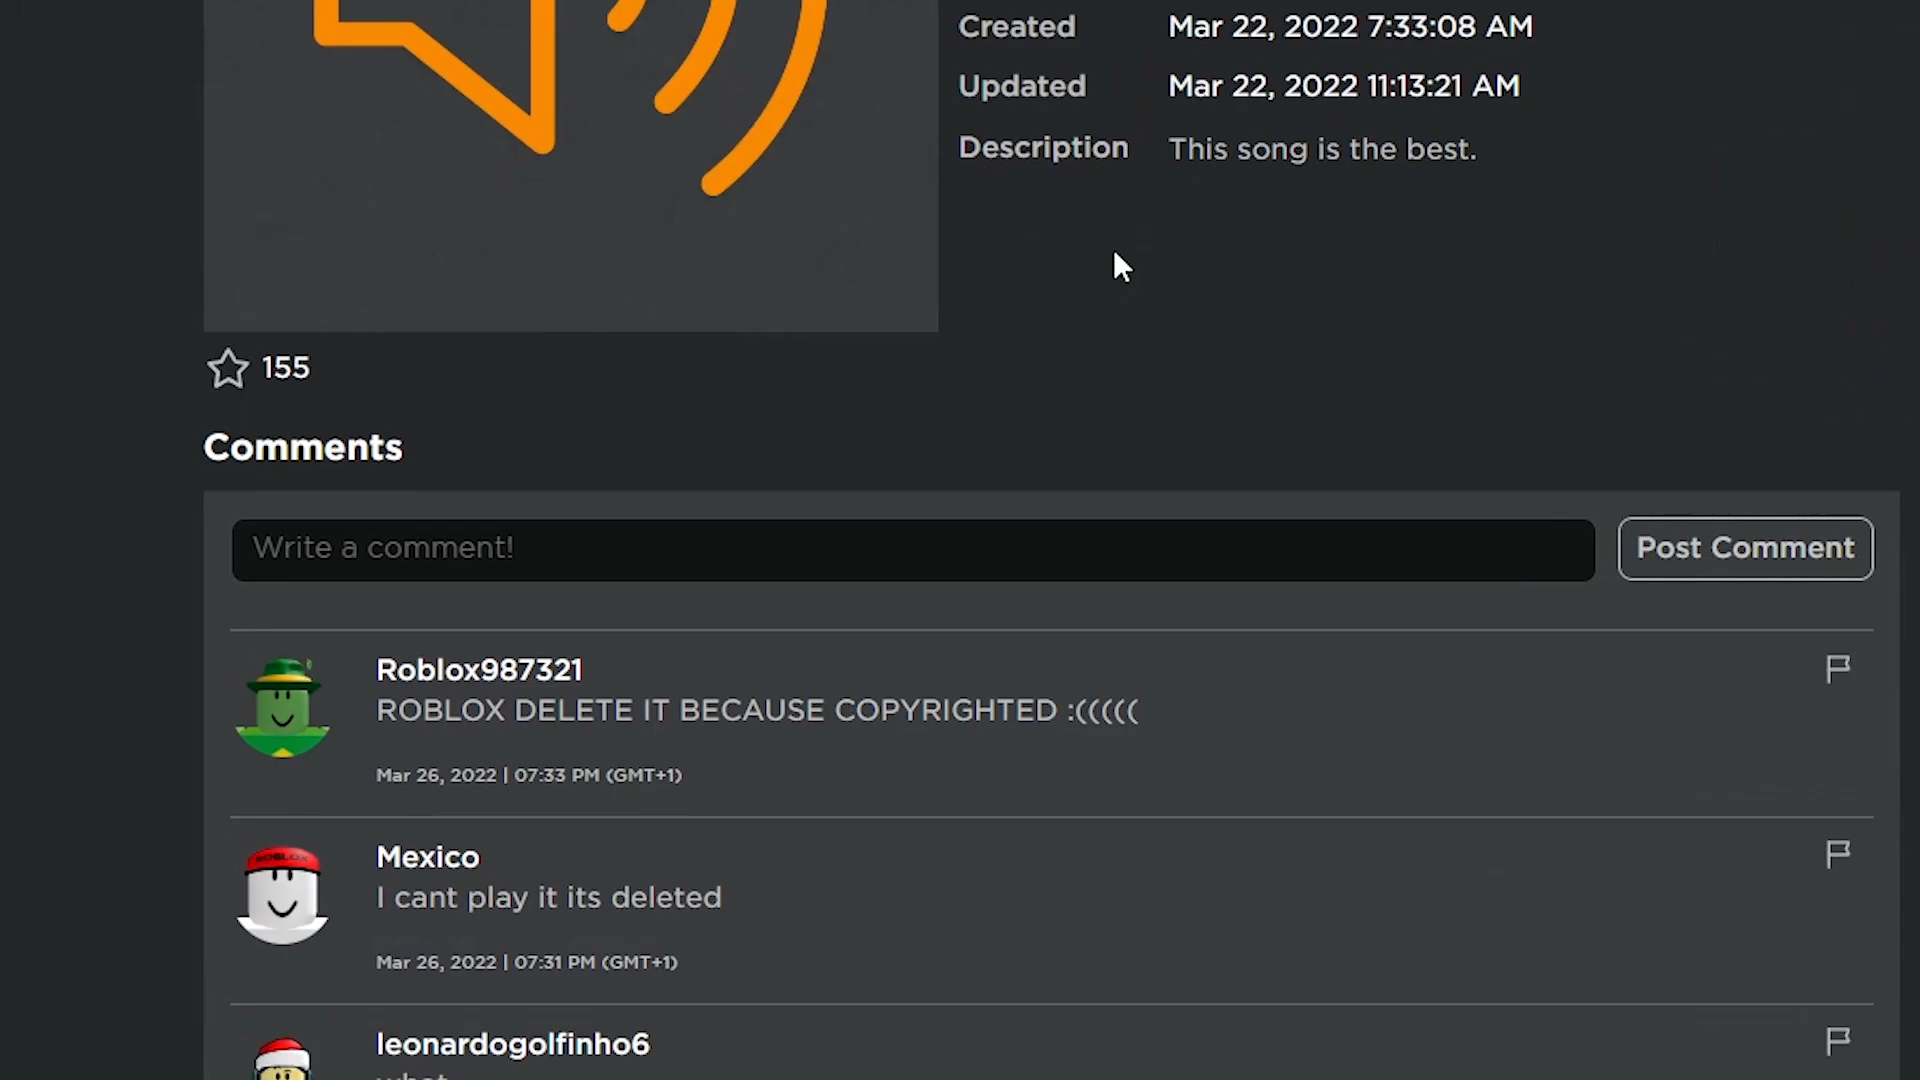 Created Mar 22, 2022 7:33:08 AM
Updated Mar 22, 2022 11:13:21 AM
Description This song is the best.
155
Comments
Write a comment!
Post Comment
Roblox987321
ROBLOX DELETE IT BECAUSE COPYRIGHTED :(((((
Mar 26, 2022 | 07:33 PM (GMT+1)
ROBLOX
Mexico
I cant play it its deleted
Mar 26, 2022 | 07:31 PM (GMT+1)
leonardogolfinho6